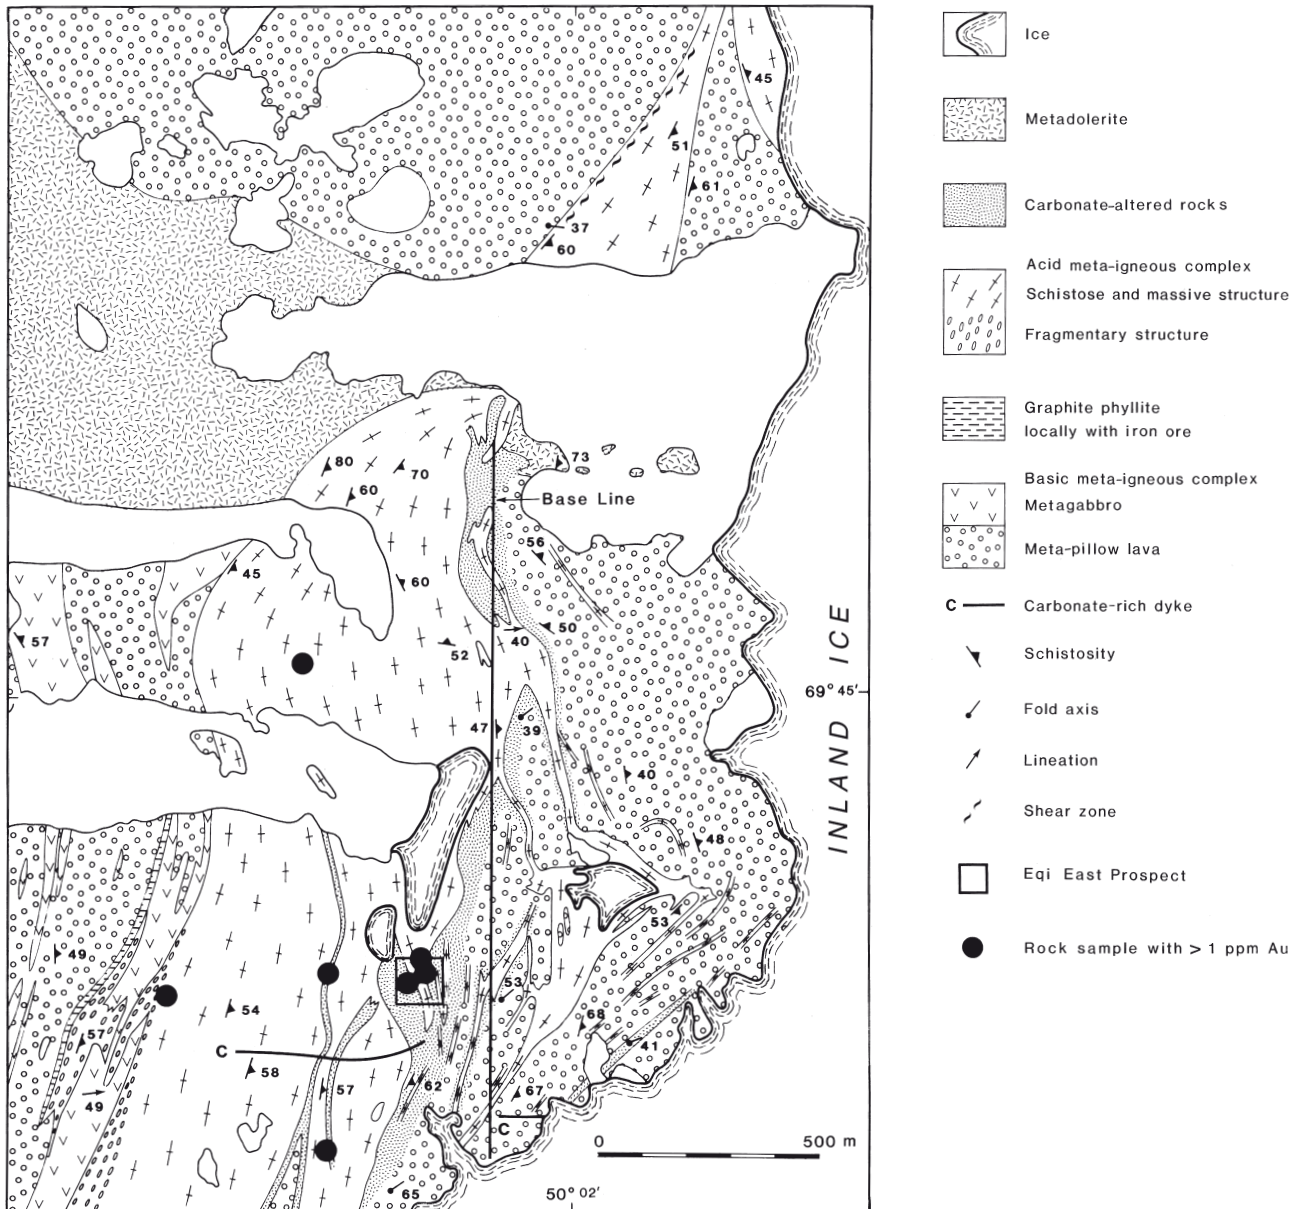 45
51
61
37
60
73
80
70
60
Base Line
56
45
60
57
50
40
52
69° 45'
47
39
40
INLAND ICE
48
53
49
53
54
68
57
41
C
58
57
62
67
49
C
0 500 m
65
50° 02'
Ice
Metadolerite
Carbonate-altered rocks
Acid meta-igneous complex
Schistose and massive structure
Fragmentary structure
Graphite phyllite
locally with iron ore
Basic meta-igneous complex
Metagabbro
Meta-pillow lava
C Carbonate-rich dyke
Schistosity
Fold axis
Lineation
Shear zone
Eqi East Prospect
Rock sample with > 1 ppm Au